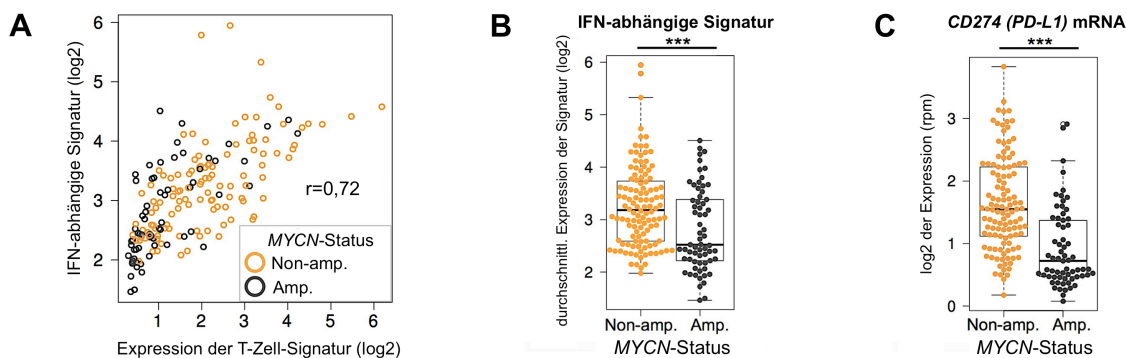 A
IFN-abhängige Signatur (log2)
6
5
4
3
2
r=0,72
MYCN-Status
Non-amp.
Amp.
1 2 3 4 5 6
Expression der T-Zell-Signatur (log2)
B
IFN-abhängige Signatur
***
durchschnittl. Expression der Signatur (log2)
6
5
4
3
2
Non-amp. Amp.
MYCN-Status
C
CD274 (PD-L1) mRNA
***
log2 der Expression (rpm)
3
2
1
0
Non-amp. Amp.
MYCN-Status